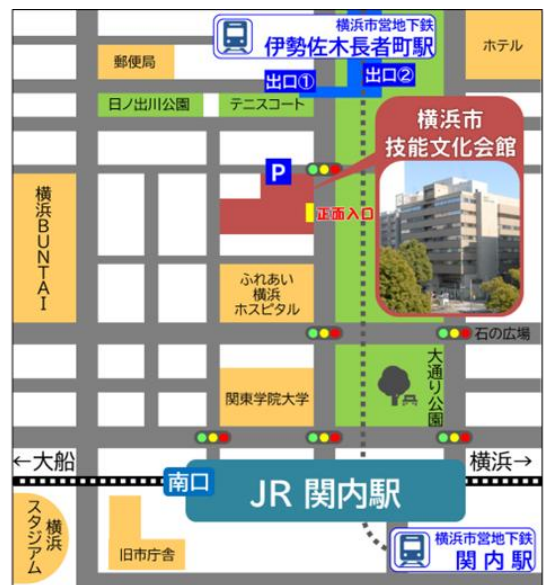 横浜市営地下鉄
伊勢佐木長者町駅
ホテル
郵便局
出口①
出口②
日ノ出川公園
テニスコート
横浜市
技能文化会館
P
正面入口
横浜BUNTAI
ふれあい
横浜
ホスピタル
石の広場
大通り公園
関東学院大学
←大船
横浜→
南口
JR 関内駅
横浜
スタジアム
旧市庁舎
横浜市営地下鉄
関内駅